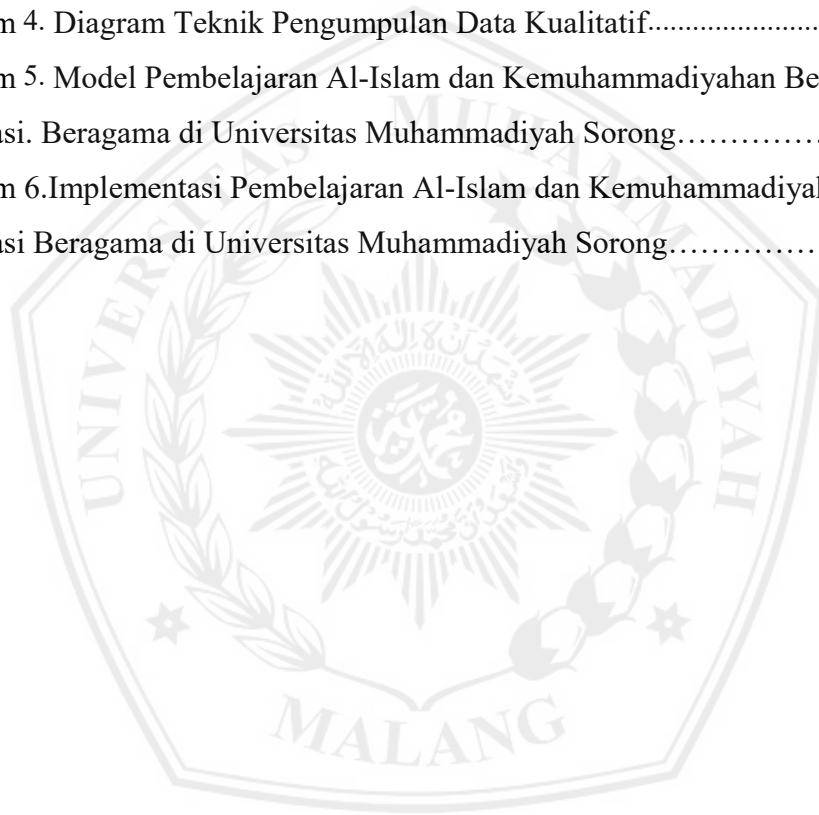 m 4. Diagram Teknik Pengumpulan Data Kualitatif........................
m 5. Model Pembelajaran Al-Islam dan Kemuhammadiyahan Be
asi. Beragama di Universitas Muhammadiyah Sorong……………
m 6.Implementasi Pembelajaran Al-Islam dan Kemuhammadiyah
asi Beragama di Universitas Muhammadiyah Sorong……………
UNIVERSITAS MUHAMMADIYAH
MALANG